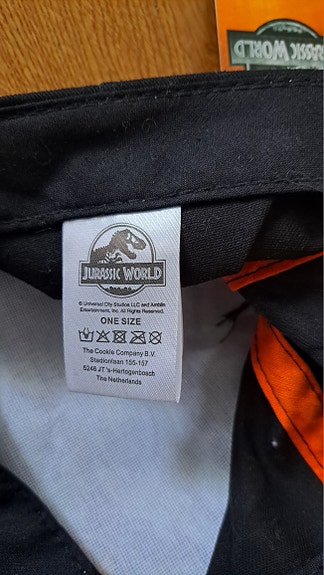 JURASSIC WORLD
JURASSIC WORLD
© Universal City Studios LLC and Amblin
Entertainment, Inc. All Rights Reserved.
ONE SIZE
The Cookie Company B.V.
Stadionlaan 155-157
5246 JT 's-Hertogenbosch
The Netherlands